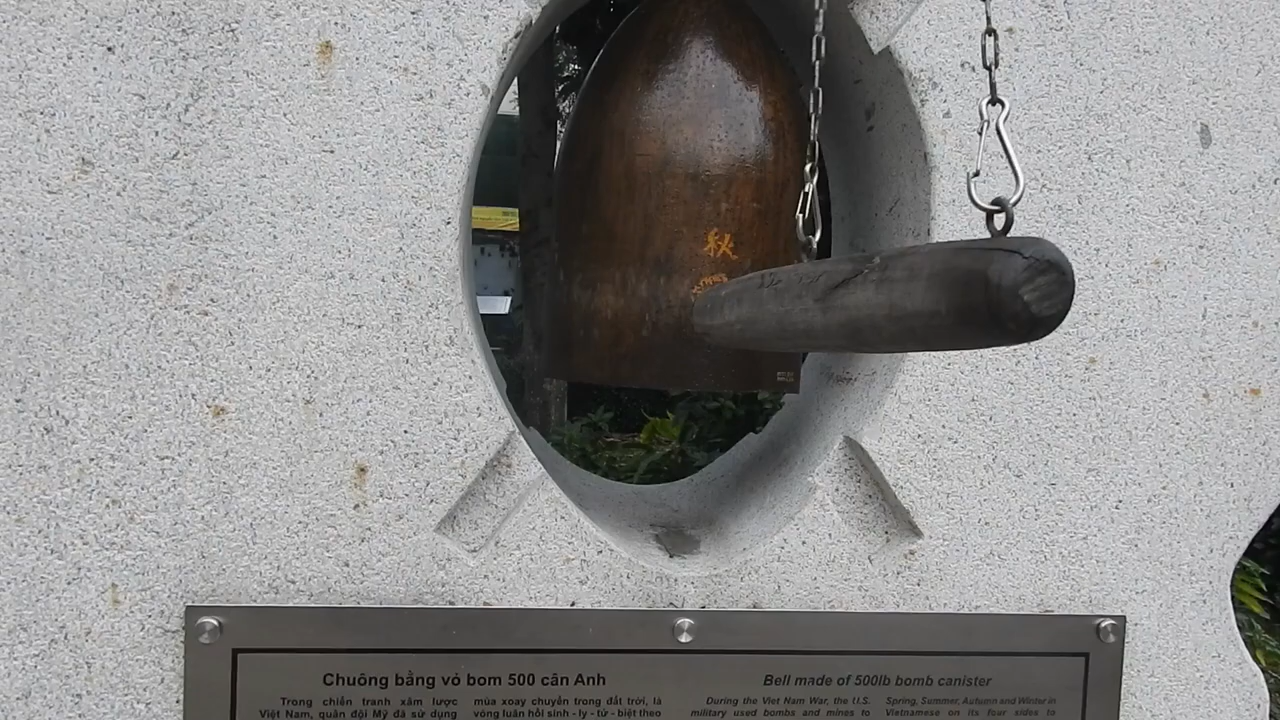 秋
Chuông bằng vỏ bom 500 cân Anh
Trong chiến tranh xâm lược
Việt Nam, quân đội Mỹ đã sử dụng
mùa xoay chuyển trong đất trời, là
vòng luân hồi sinh - ly - tử - biệt theo
Bell made of 500lb bomb canister
During the Viet Nam War, the U.S.
military used bombs and mines to
Spring, Summer, Autumn and Winter in
Vietnamese on its four sides to